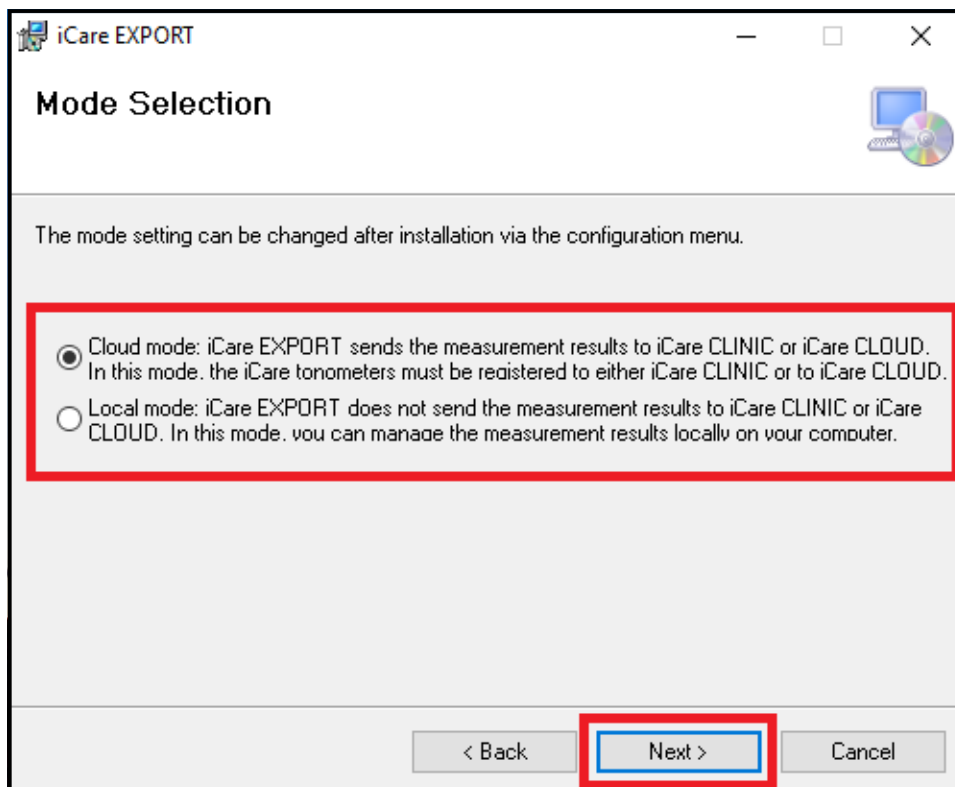 iCare EXPORT
Mode Selection
The mode setting can be changed after installation via the configuration menu.
Cloud mode: iCare EXPORT sends the measurement results to iCare CLINIC or iCare CLOUD.
In this mode, the iCare tonometers must be registered to either iCare CLINIC or to iCare CLOUD.
Local mode: iCare EXPORT does not send the measurement results to iCare CLINIC or iCare
CLOUD. In this mode, you can manage the measurement results locally on your computer.
< Back
Next >
Cancel